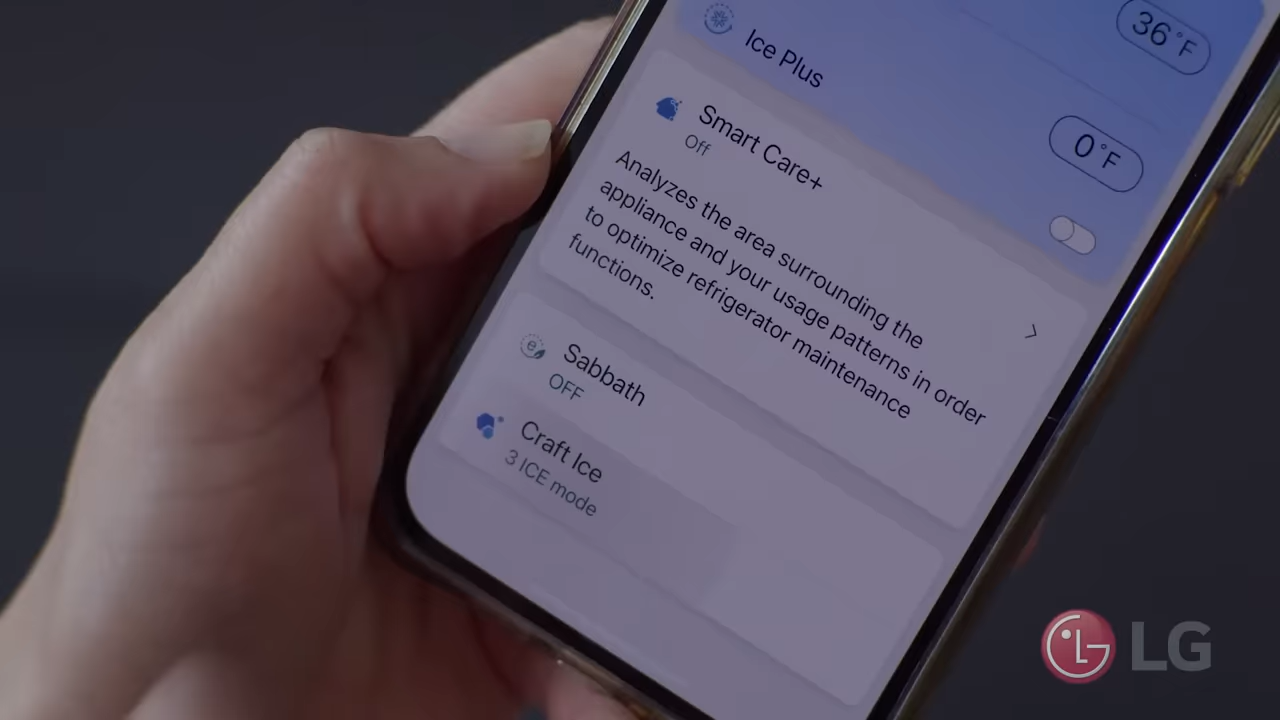 36°F
Ice Plus
0°F
Smart Care+
Off
Analyzes the area surrounding the
appliance and your usage patterns in order
to optimize refrigerator maintenance
functions.
Sabbath
OFF
Craft Ice
3 ICE mode
LG